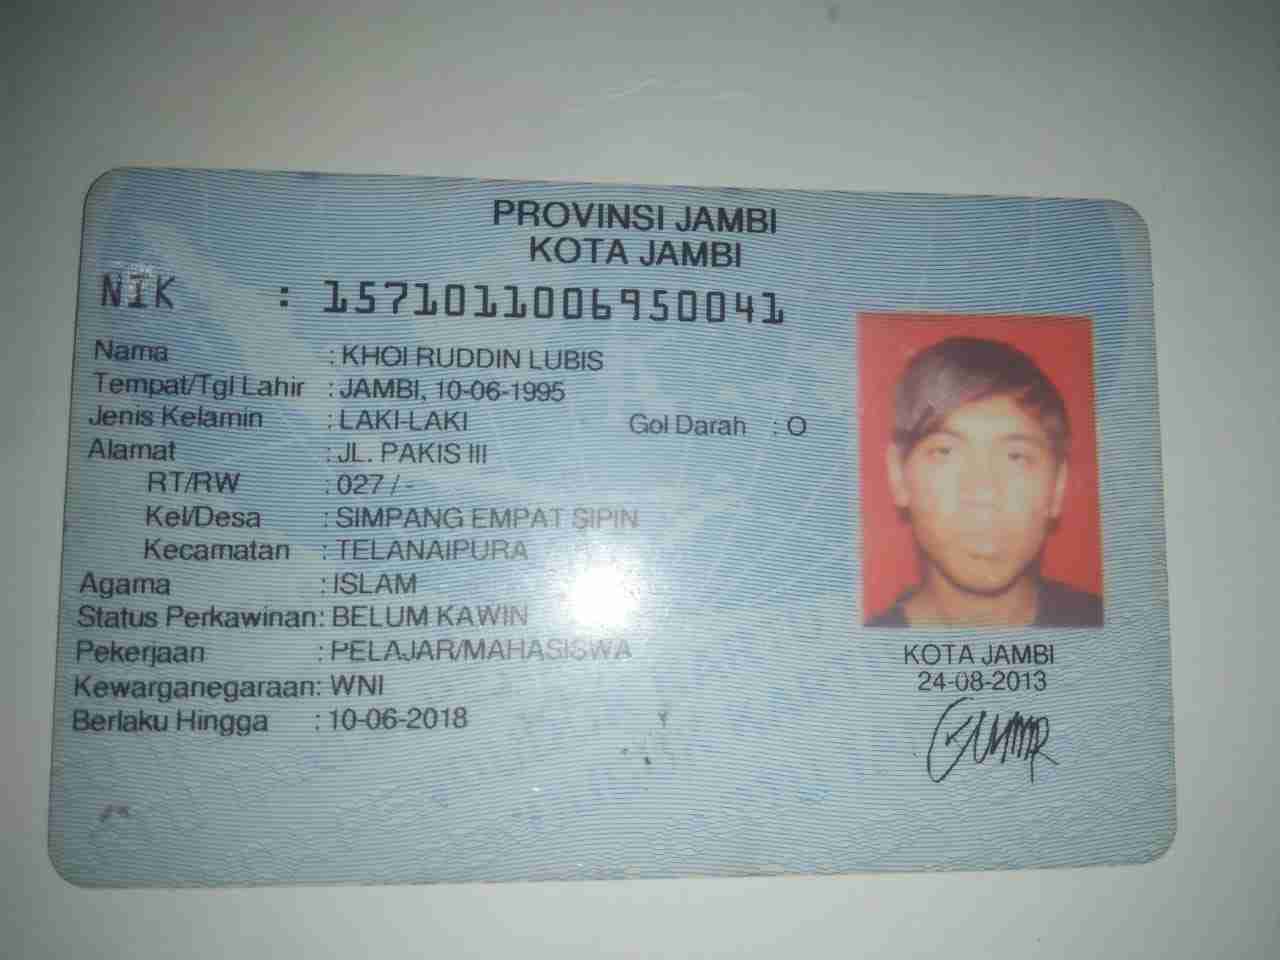 PROVINSI JAMBI
KOTA JAMBI
NIK : 1571011006950041
Nama : KHOI RUDDIN LUBIS
Tempat/Tgl Lahir : JAMBI, 10-06-1995
Jenis Kelamin : LAKI-LAKI Gol Darah : O
Alamat : JL. PAKIS III
RT/RW : 027 / -
Kel/Desa : SIMPANG EMPAT SIPIN
Kecamatan : TELANAIPURA
Agama : ISLAM
Status Perkawinan: BELUM KAWIN
Pekerjaan : PELAJAR/MAHASISWA
Kewarganegaraan: WNI
Berlaku Hingga : 10-06-2018
KOTA JAMBI
24-08-2013